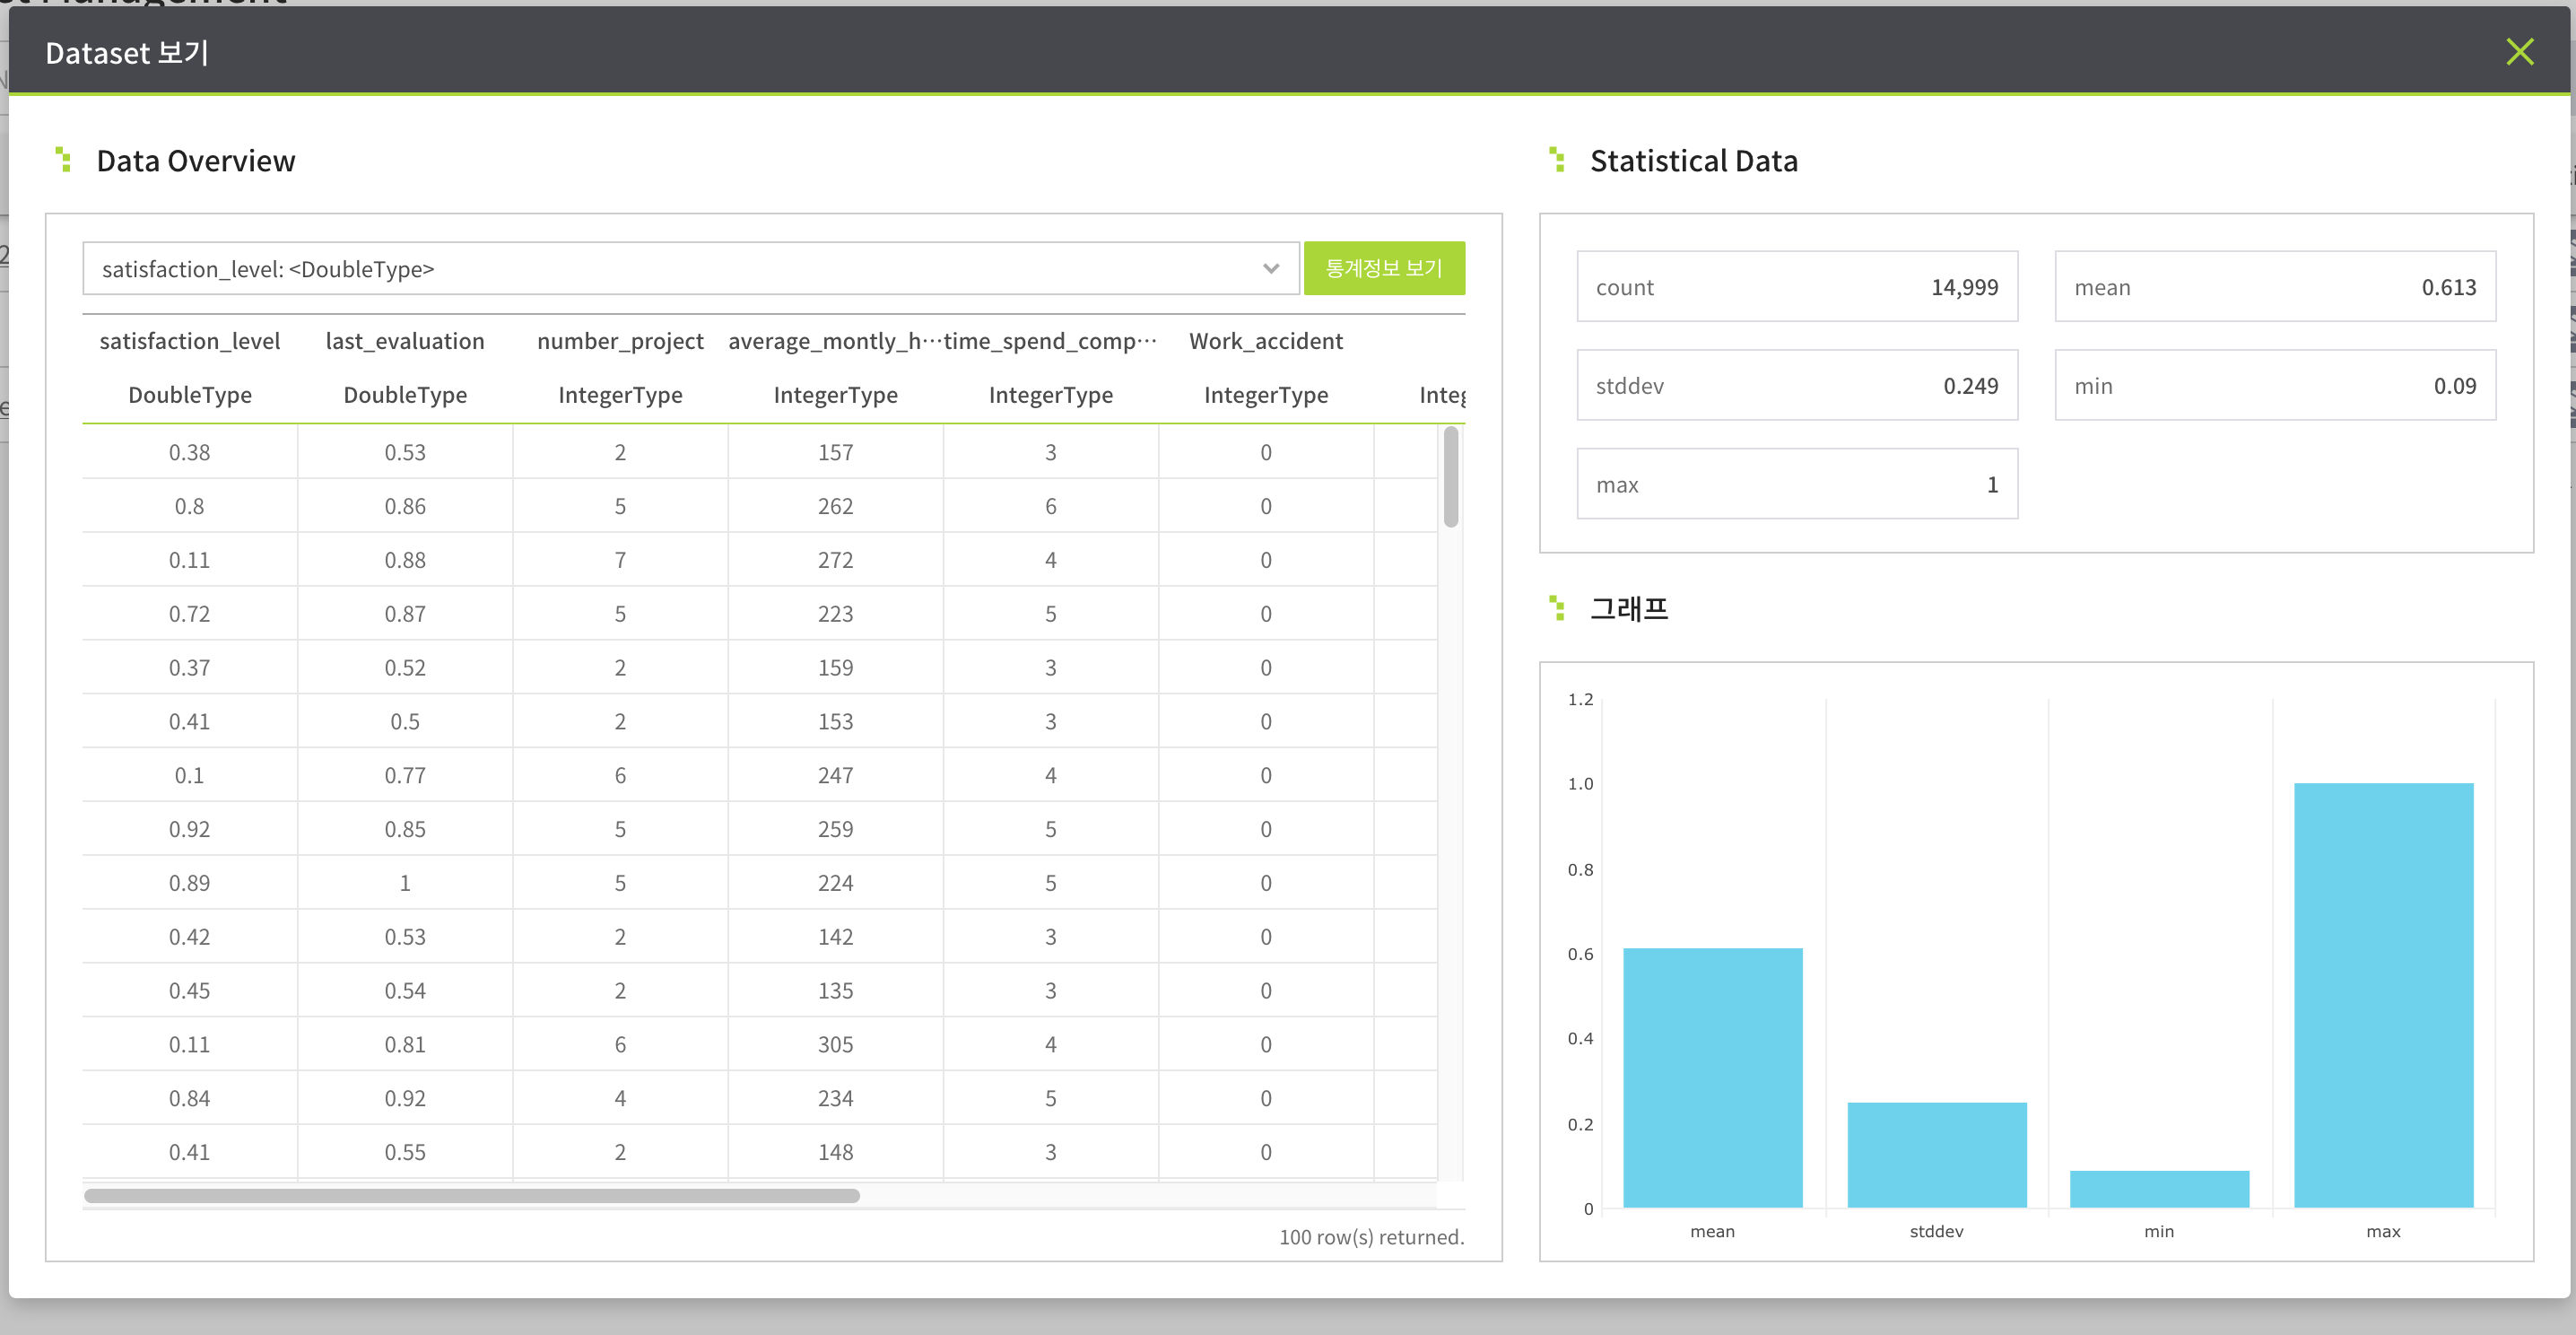 Dataset 보기
Data Overview
satisfaction_level: <DoubleType>
통계정보 보기
satisfaction_level last_evaluation number_project average_montly_h⋯ time_spend_comp⋯ Work_accident
DoubleType DoubleType IntegerType IntegerType IntegerType IntegerType Integ
0.38 0.53 2 157 3 0
0.8 0.86 5 262 6 0
0.11 0.88 7 272 4 0
0.72 0.87 5 223 5 0
0.37 0.52 2 159 3 0
0.41 0.5 2 153 3 0
0.1 0.77 6 247 4 0
0.92 0.85 5 259 5 0
0.89 1 5 224 5 0
0.42 0.53 2 142 3 0
0.45 0.54 2 135 3 0
0.11 0.81 6 305 4 0
0.84 0.92 4 234 5 0
0.41 0.55 2 148 3 0
100 row(s) returned.
Statistical Data
count 14,999
mean 0.613
stddev 0.249
min 0.09
max 1
그래프
1.2
1.0
0.8
0.6
0.4
0.2
0
mean stddev min max